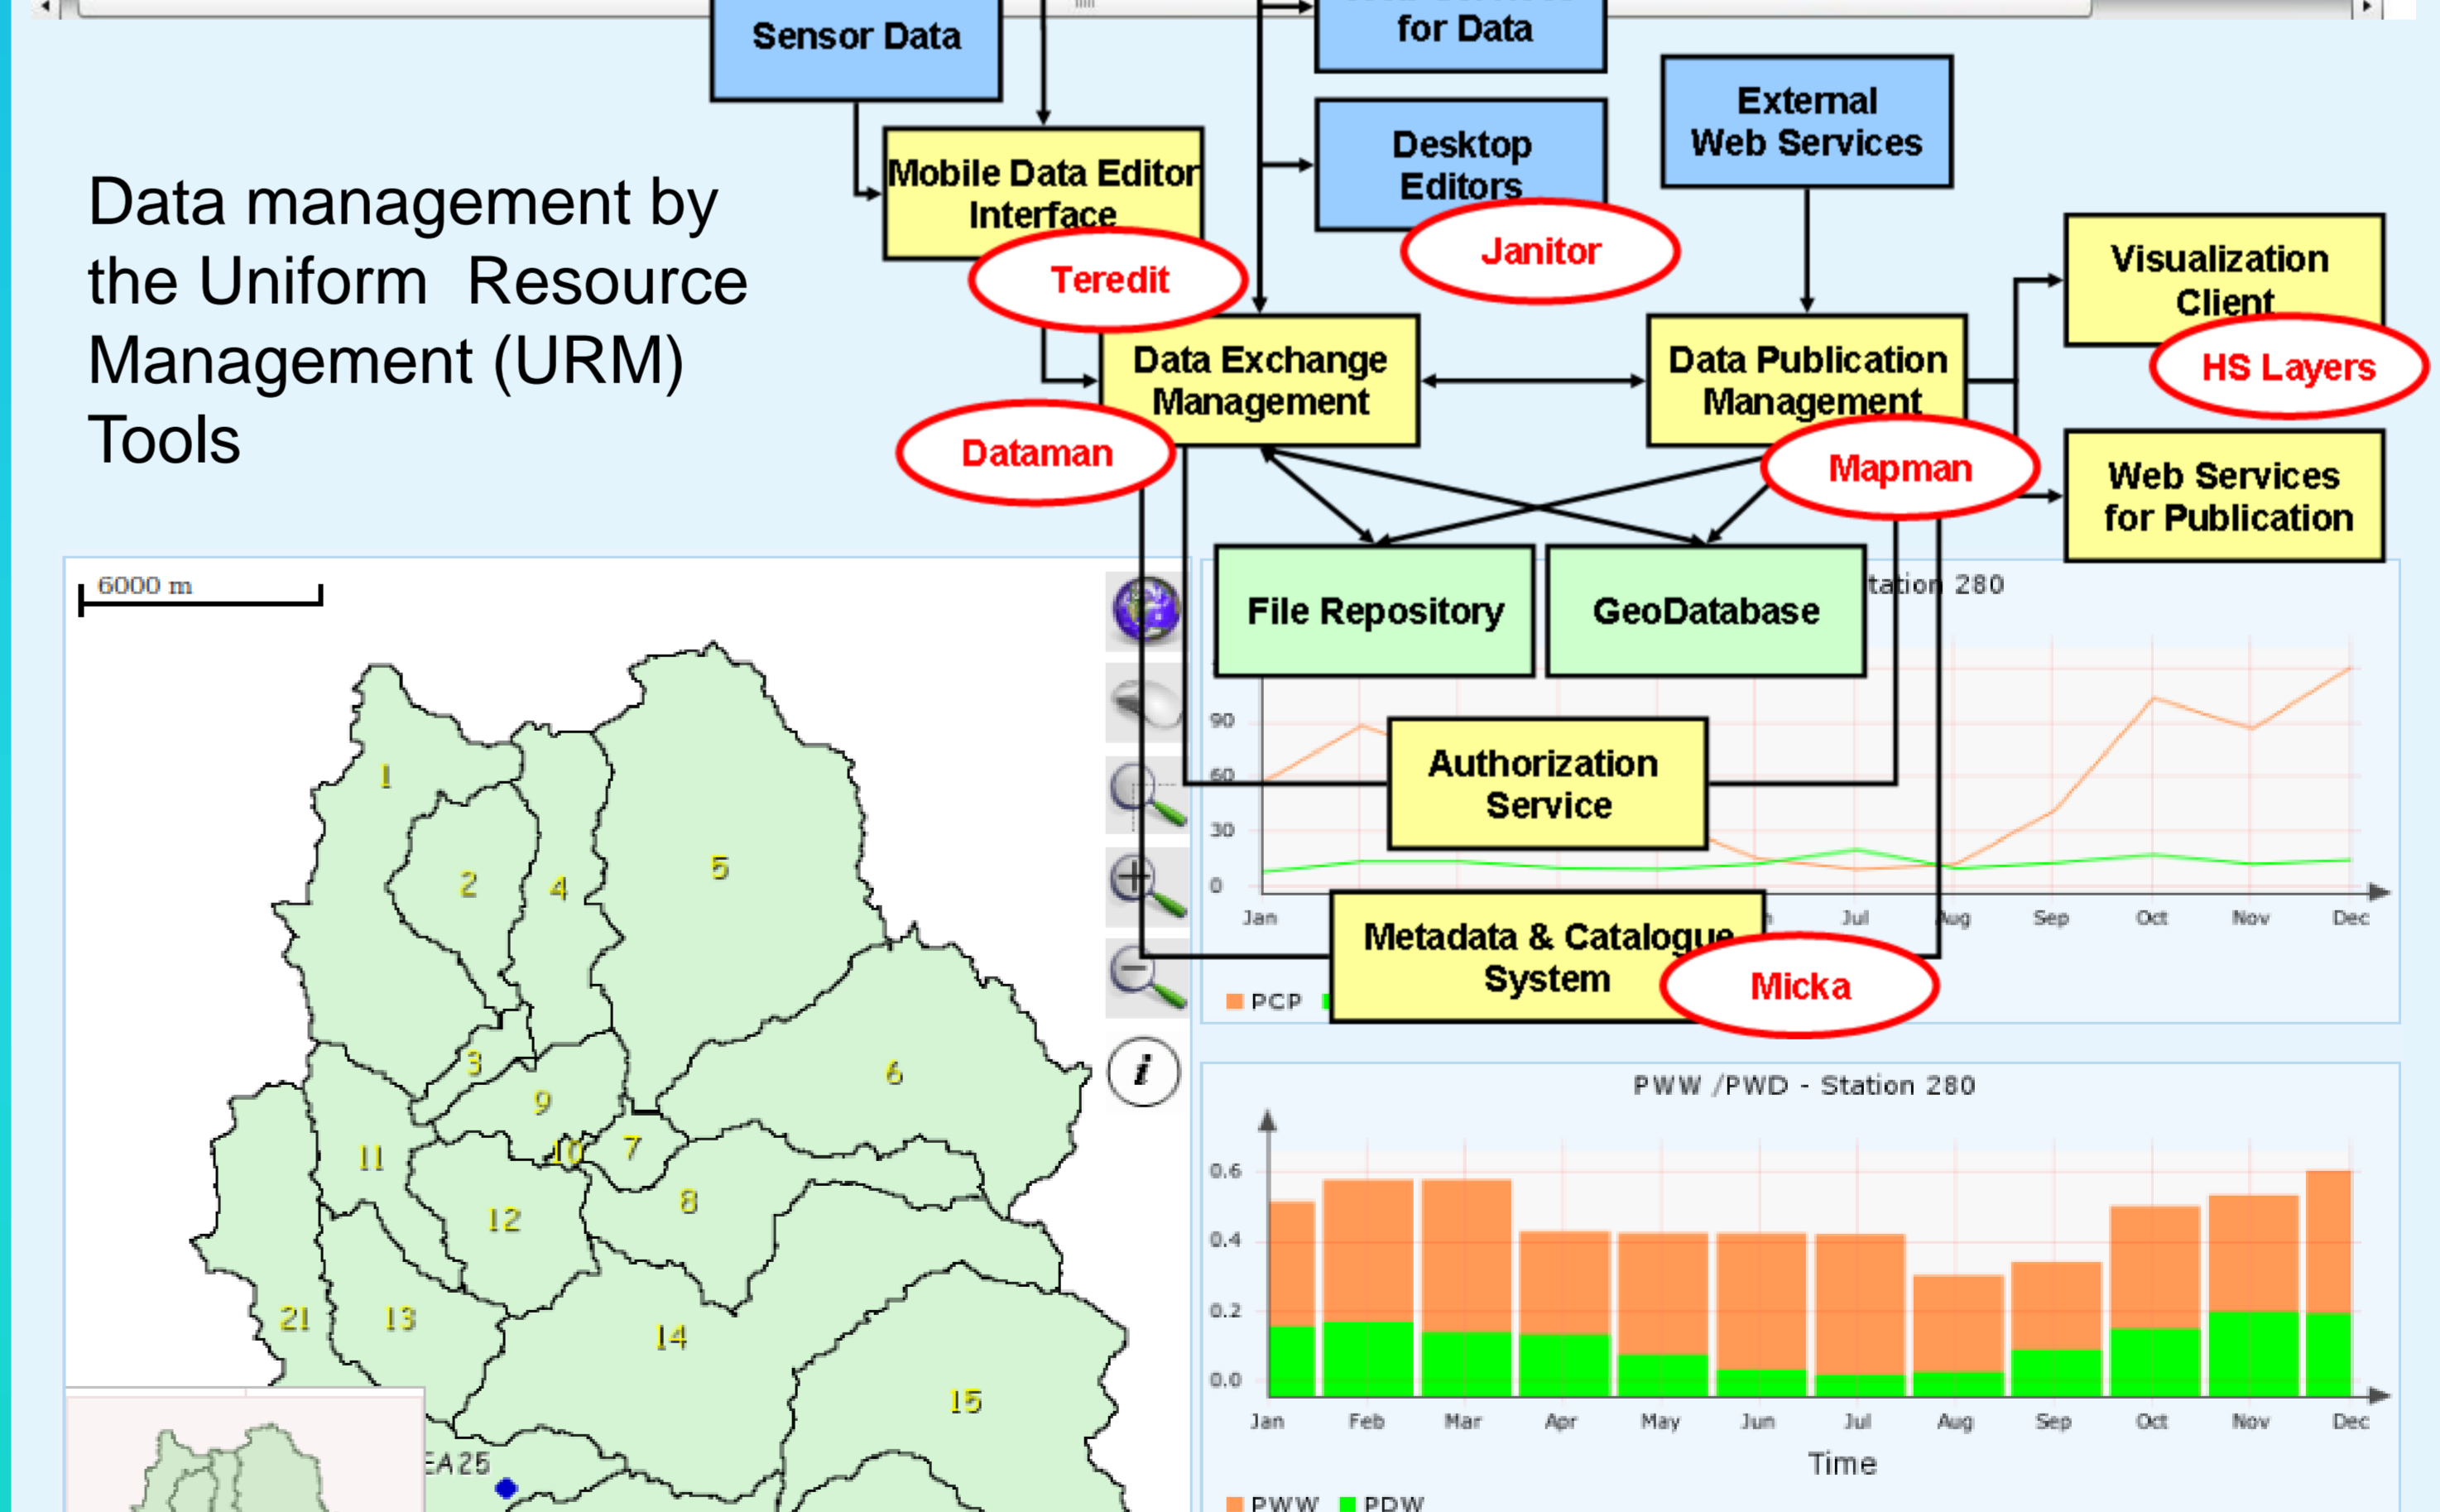 Sensor Data
for Data
External
Web Services
Desktop
Editors
Mobile Data Editor
Interface
Janitor
Teredit
Visualization
Client
HS Layers
Data management by
the Uniform Resource
Management (URM)
Tools
Data Exchange
Management
Data Publication
Management
Dataman
Mapman
Web Services
for Publication
File Repository
GeoDatabase
Authorization
Service
Metadata & Catalogue
System
Micka
6000 m
1
2
4
5
3
6
9
10
7
11
8
12
21
13
14
15
EA25
i
tation 280
90
60
30
0
Jan
Jul
Aug
Sep
Oct
Nov
Dec
PCP
PWW /PWD - Station 280
0.6
0.4
0.2
0.0
Jan Feb Mar Apr May Jun Jul Aug Sep Oct Nov Dec
Time
PWW PDW